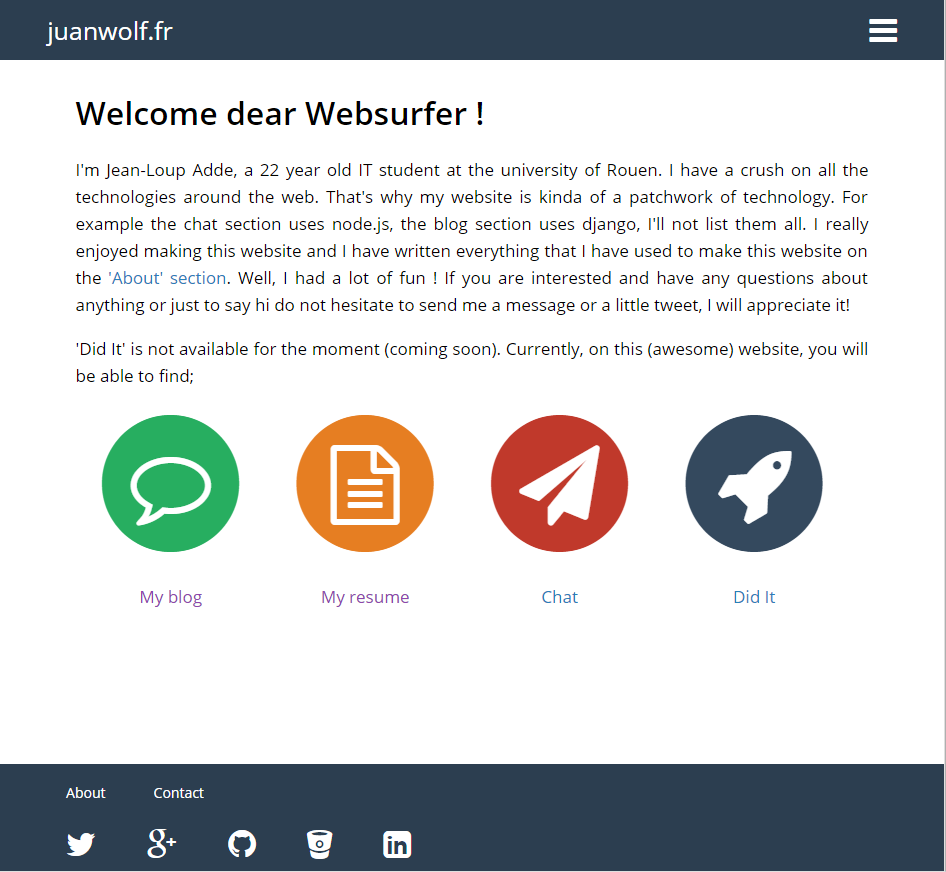 juanwolf.fr
Welcome dear Websurfer !
I'm Jean-Loup Adde, a 22 year old IT student at the university of Rouen. I have a crush on all the
technologies around the web. That's why my website is kinda of a patchwork of technology. For
example the chat section uses node.js, the blog section uses django, I'll not list them all. I really
enjoyed making this website and I have written everything that I have used to make this website on
the 'About' section. Well, I had a lot of fun ! If you are interested and have any questions about
anything or just to say hi do not hesitate to send me a message or a little tweet, I will appreciate it!
'Did It' is not available for the moment (coming soon). Currently, on this (awesome) website, you will
be able to find;
My blog My resume Chat Did It
About Contact